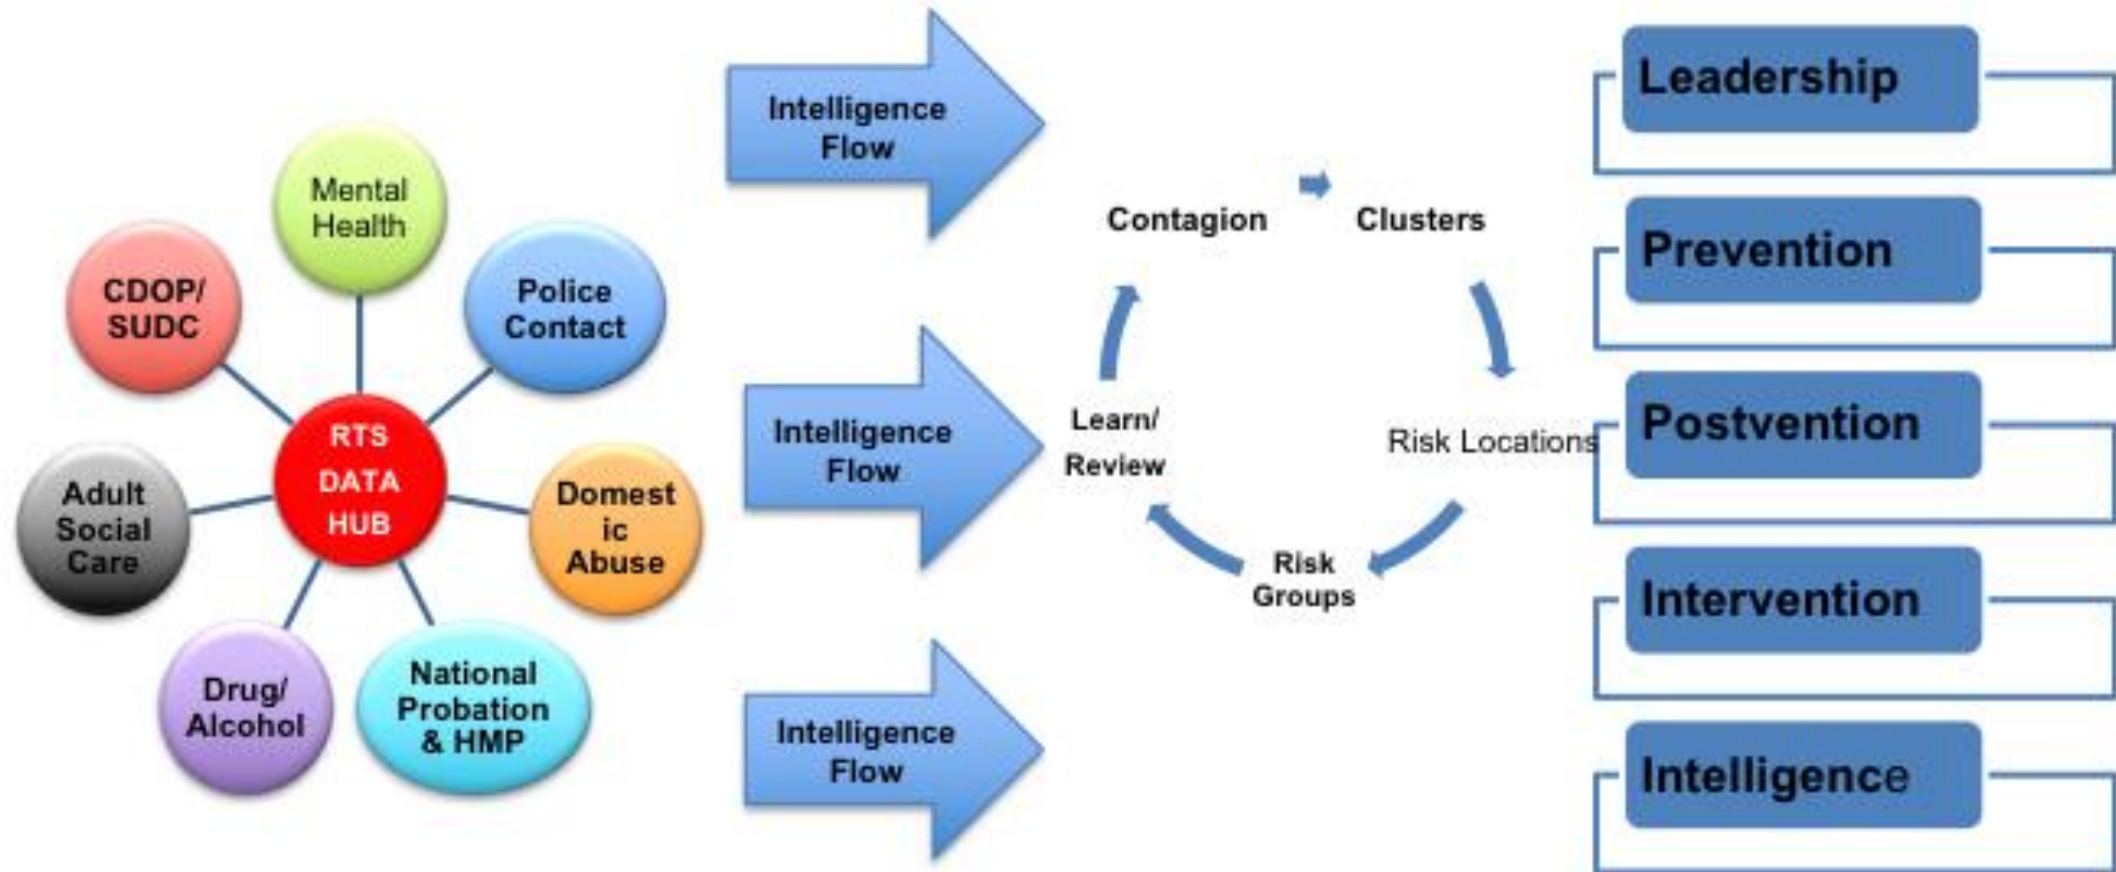 Mental
Health
CDOP/
SUDC
Police
Contact
RTS
DATA
HUB
Adult
Social
Care
Domest
ic
Abuse
Drug/
Alcohol
National
Probation
& HMP
Intelligence
Flow
Intelligence
Flow
Intelligence
Flow
Contagion
Clusters
Risk Locations
Risk
Groups
Learn/
Review
Leadership
Prevention
Postvention
Intervention
Intelligence